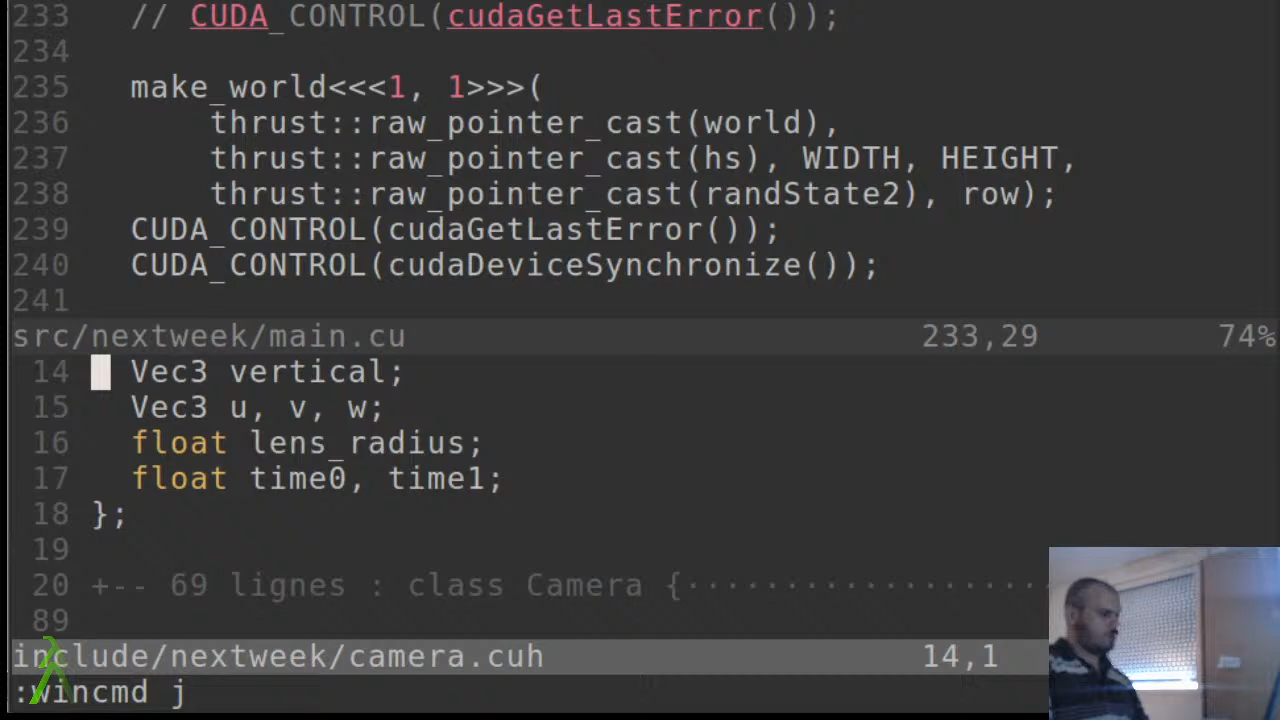 233 // CUDA_CONTROL(cudaGetLastError());
234
235 make_world<<<1, 1>>>(
236 thrust::raw_pointer_cast(world),
237 thrust::raw_pointer_cast(hs), WIDTH, HEIGHT,
238 thrust::raw_pointer_cast(randState2), row);
239 CUDA_CONTROL(cudaGetLastError());
240 CUDA_CONTROL(cudaDeviceSynchronize());
241
src/nextweek/main.cu 233,29 74%
14 Vec3 vertical;
15 Vec3 u, v, w;
16 float lens_radius;
17 float time0, time1;
18 };
19
20 +-- 69 lignes : class Camera {·····················
89
include/nextweek/camera.cuh 14,1
:wincmd j
λ